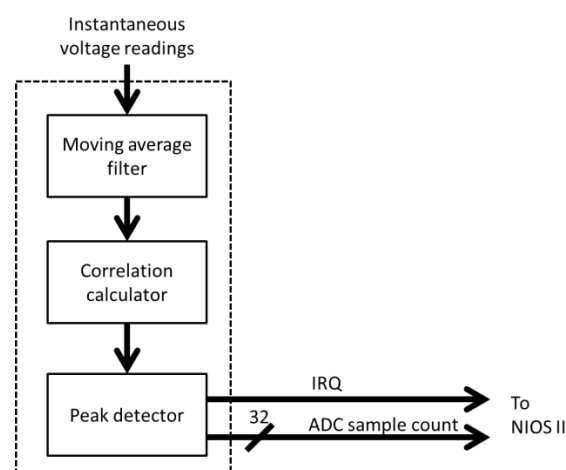 Instantaneous
voltage readings
Moving average
filter
Correlation
calculator
Peak detector
IRQ
32
ADC sample count
To
NIOS II